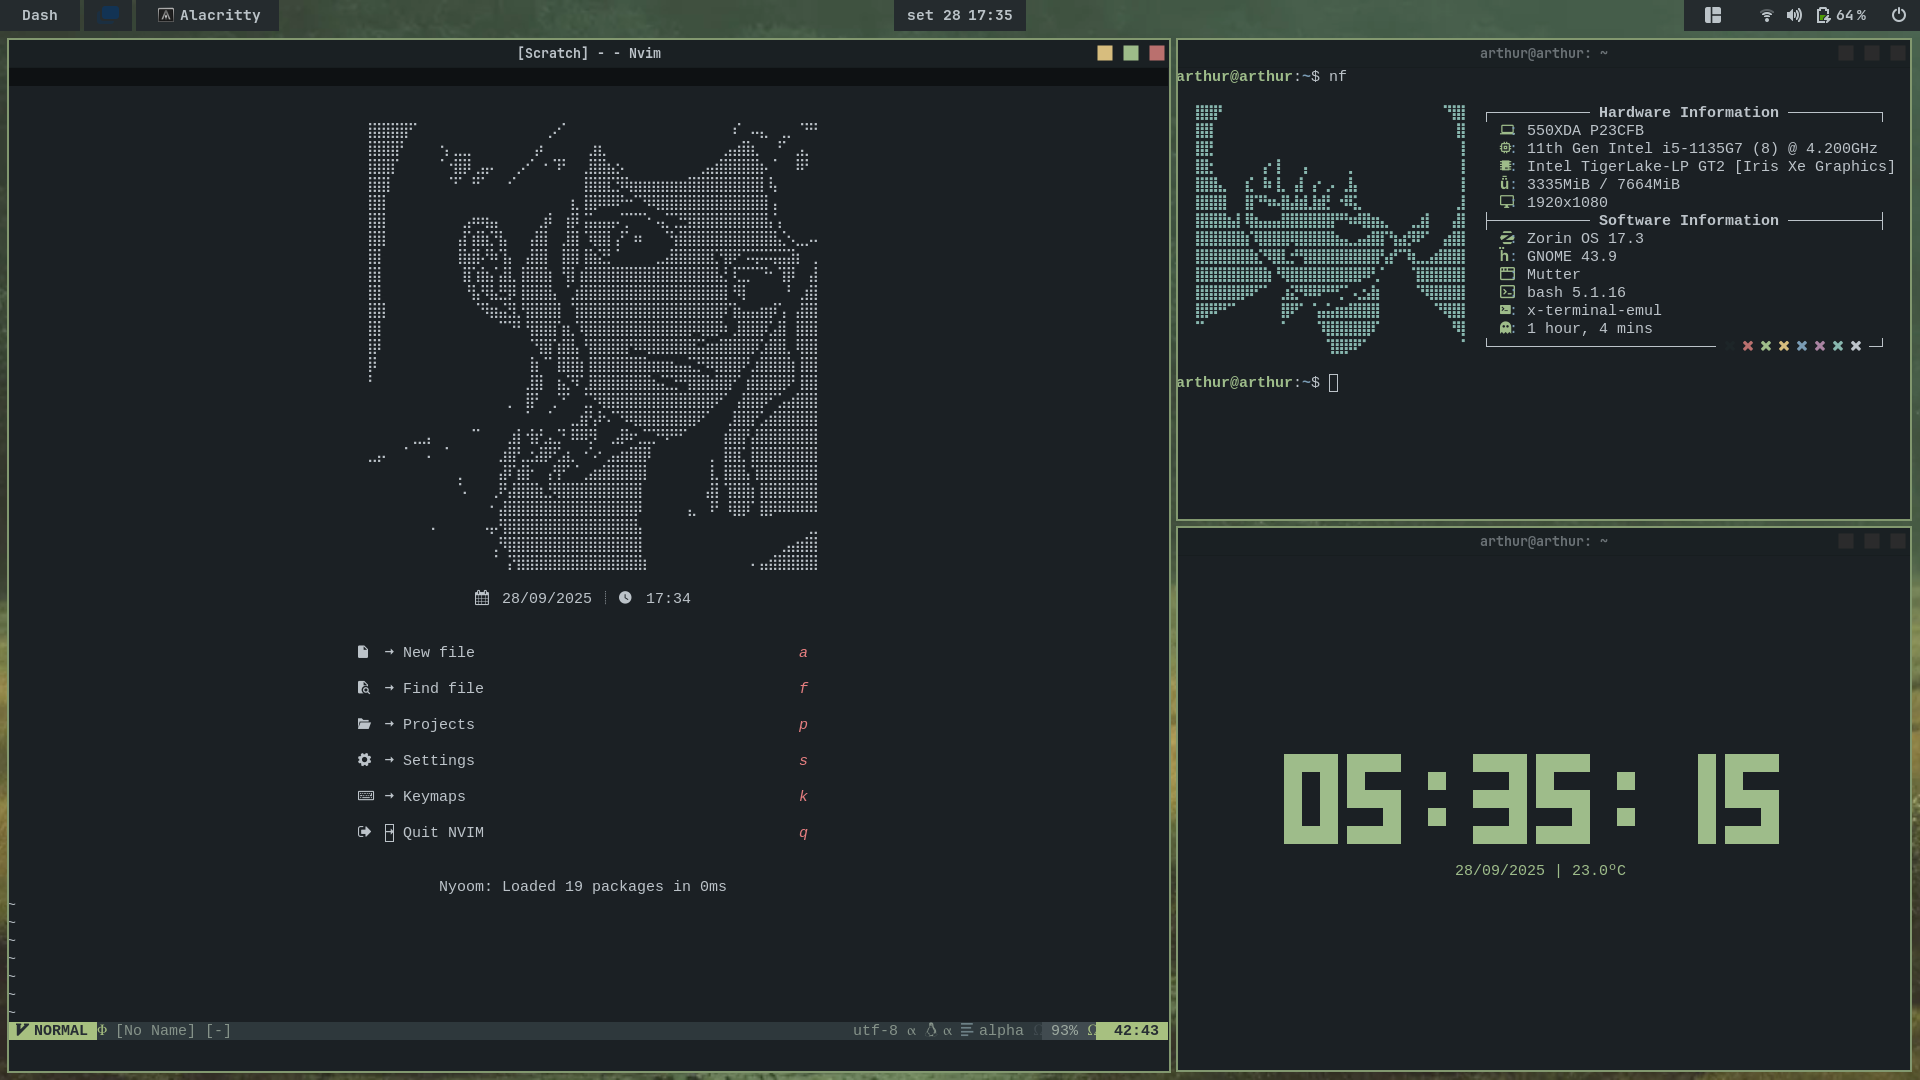 Dash
Alacritty
set 28 17:35
64%
[Scratch] - - Nvim
28/09/2025 17:34
→ New file a
→ Find file f
→ Projects p
→ Settings s
→ Keymaps k
→ Quit NVIM q
Nyoom: Loaded 19 packages in 0ms
~
~
~
~
~
~
~
NORMAL Φ [No Name] [-] utf-8 α α alpha Ω 93% Ω 42:43
arthur@arthur: ~
arthur@arthur:~$ nf
Hardware Information
550XDA P23CFB
: 11th Gen Intel i5-1135G7 (8) @ 4.200GHz
: Intel TigerLake-LP GT2 [Iris Xe Graphics]
ü: 3335MiB / 7664MiB
1920x1080
Software Information
Zorin OS 17.3
ḧ: GNOME 43.9
Mutter
bash 5.1.16
: x-terminal-emul
: 1 hour, 4 mins
arthur@arthur:~$
arthur@arthur: ~
05:35:15
28/09/2025 | 23.0ºC